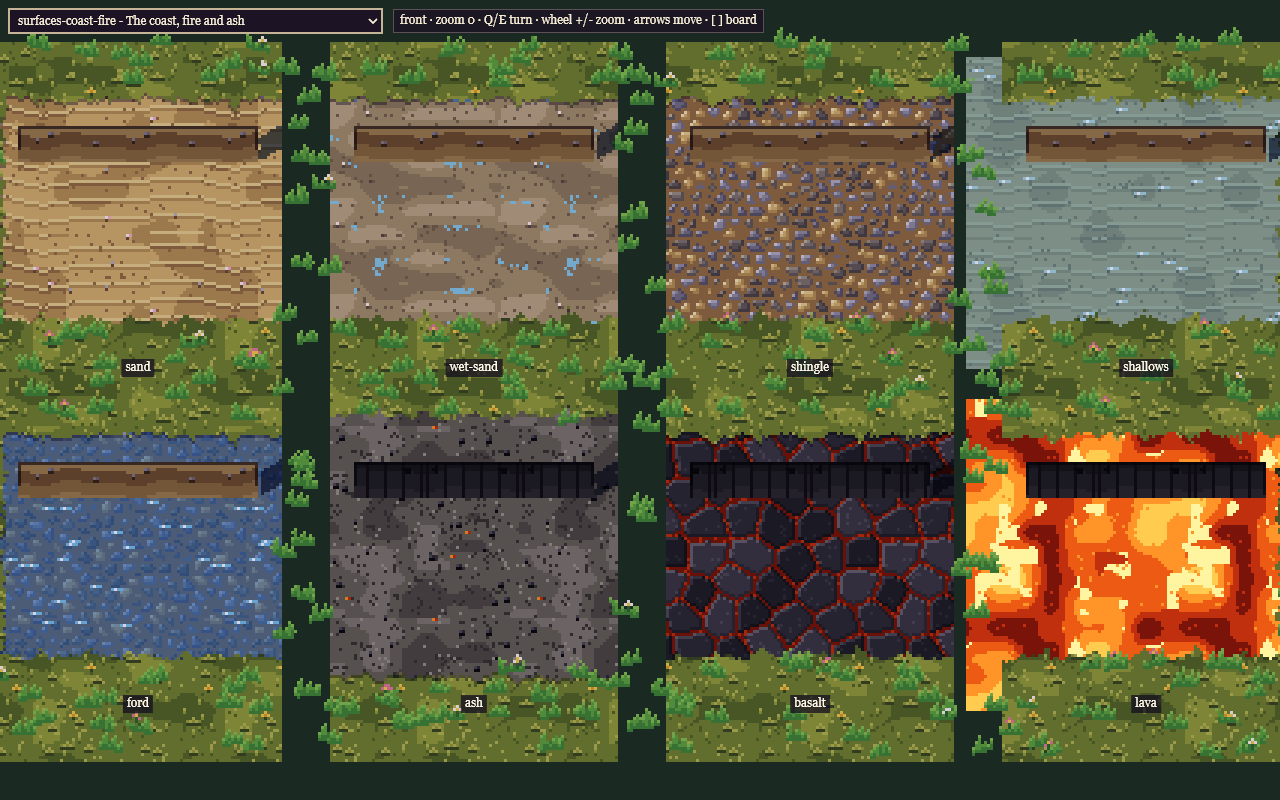 surfaces-coast-fire - The coast, fire and ash
front · zoom 0 · Q/E turn · wheel +/- zoom · arrows move · [ ] board
sand
wet-sand
shingle
shallows
ford
ash
basalt
lava